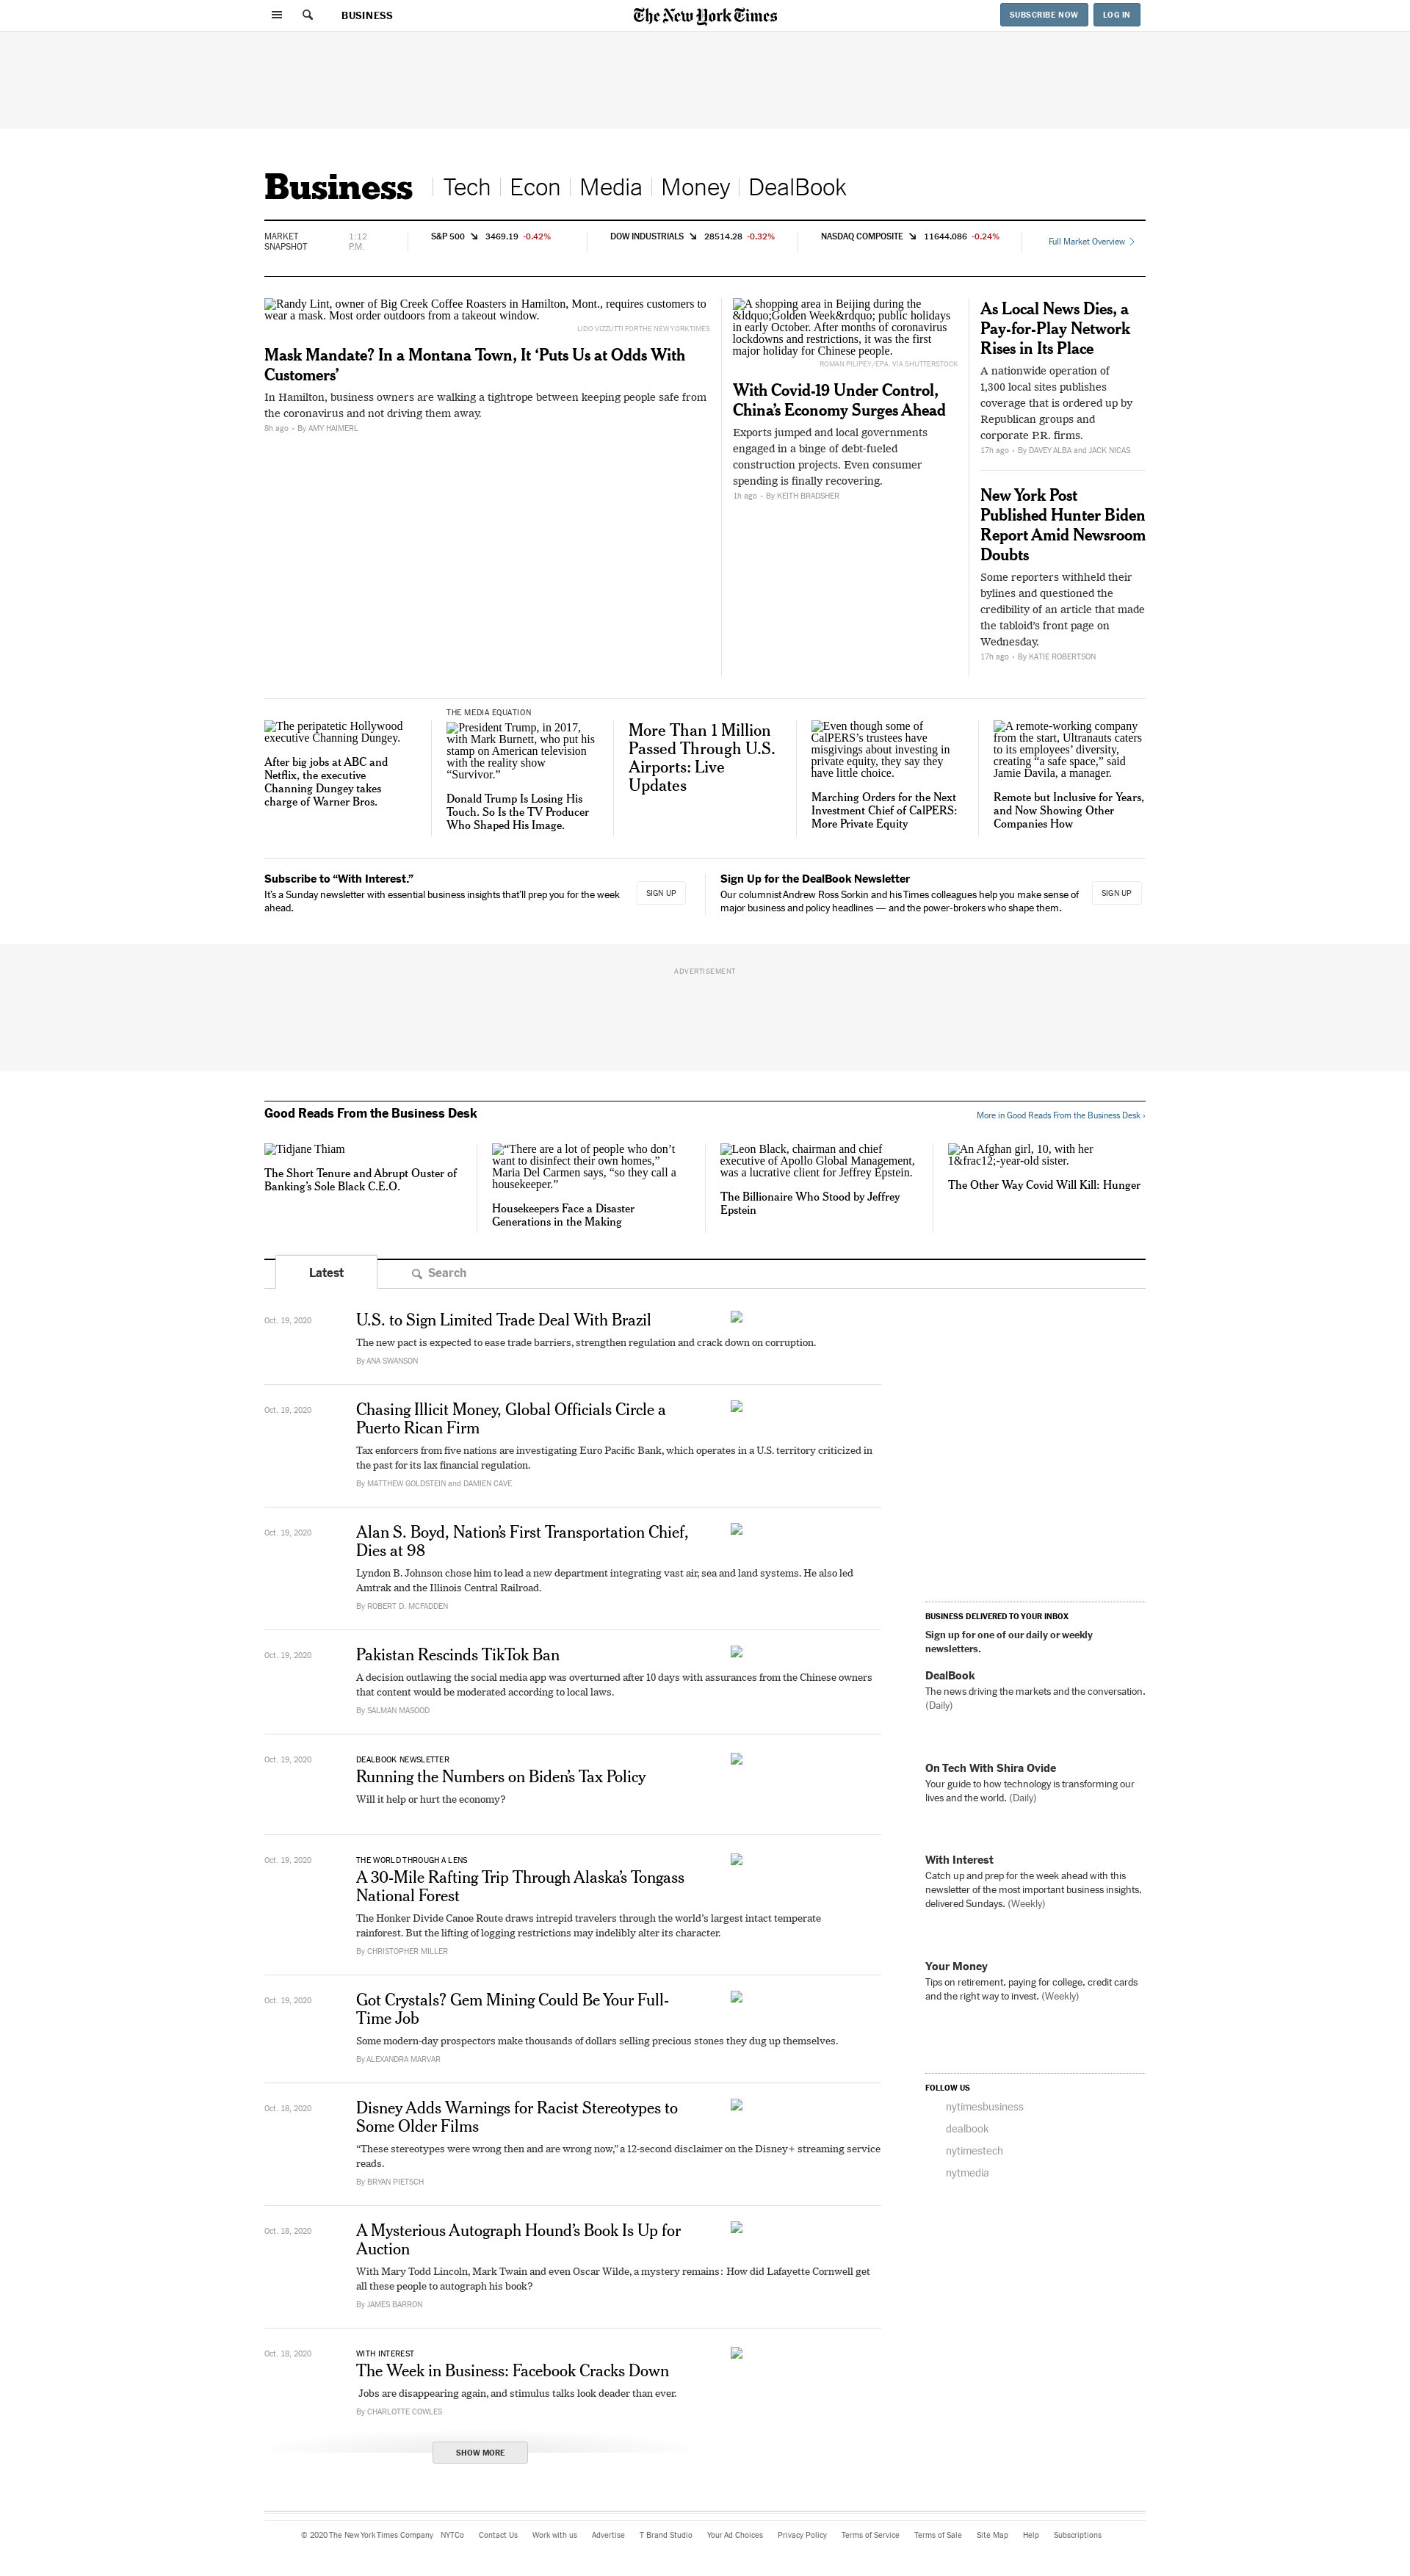 BUSINESS
The New York Times
SUBSCRIBE NOW
LOG IN
Business
Tech
Econ
Media
Money
DealBook
MARKET
SNAPSHOT
1:12
P.M.
S&P 500 3469.19 -0.42%
DOW INDUSTRIALS 28514.28 -0.32%
NASDAQ COMPOSITE 11644.086 -0.24%
Full Market Overview
Randy Lint, owner of Big Creek Coffee Roasters in Hamilton, Mont., requires customers to
wear a mask. Most order outdoors from a takeout window.
LIDO VIZZUTTI FOR THE NEW YORK TIMES
Mask Mandate? In a Montana Town, It ‘Puts Us at Odds With
Customers’
In Hamilton, business owners are walking a tightrope between keeping people safe from
the coronavirus and not driving them away.
8h ago • By AMY HAIMERL
A shopping area in Beijing during the
&ldquo;Golden Week&rdquo; public holidays
in early October. After months of coronavirus
lockdowns and restrictions, it was the first
major holiday for Chinese people.
ROMAN PILIPEY/EPA, VIA SHUTTERSTOCK
With Covid-19 Under Control,
China’s Economy Surges Ahead
Exports jumped and local governments
engaged in a binge of debt-fueled
construction projects. Even consumer
spending is finally recovering.
1h ago • By KEITH BRADSHER
As Local News Dies, a
Pay-for-Play Network
Rises in Its Place
A nationwide operation of
1,300 local sites publishes
coverage that is ordered up by
Republican groups and
corporate P.R. firms.
17h ago • By DAVEY ALBA and JACK NICAS
New York Post
Published Hunter Biden
Report Amid Newsroom
Doubts
Some reporters withheld their
bylines and questioned the
credibility of an article that made
the tabloid’s front page on
Wednesday.
17h ago • By KATIE ROBERTSON
The peripatetic Hollywood
executive Channing Dungey.
After big jobs at ABC and
Netflix, the executive
Channing Dungey takes
charge of Warner Bros.
THE MEDIA EQUATION
President Trump, in 2017,
with Mark Burnett, who put his
stamp on American television
with the reality show
“Survivor.”
Donald Trump Is Losing His
Touch. So Is the TV Producer
Who Shaped His Image.
More Than 1 Million
Passed Through U.S.
Airports: Live
Updates
Even though some of
CalPERS’s trustees have
misgivings about investing in
private equity, they say they
have little choice.
Marching Orders for the Next
Investment Chief of CalPERS:
More Private Equity
A remote-working company
from the start, Ultranauts caters
to its employees’ diversity,
creating “a safe space,” said
Jamie Davila, a manager.
Remote but Inclusive for Years,
and Now Showing Other
Companies How
Subscribe to “With Interest.”
It’s a Sunday newsletter with essential business insights that’ll prep you for the week
ahead.
SIGN UP
Sign Up for the DealBook Newsletter
Our columnist Andrew Ross Sorkin and his Times colleagues help you make sense of
major business and policy headlines — and the power-brokers who shape them.
SIGN UP
ADVERTISEMENT
Good Reads From the Business Desk
More in Good Reads From the Business Desk ›
Tidjane Thiam
The Short Tenure and Abrupt Ouster of
Banking’s Sole Black C.E.O.
“There are a lot of people who don’t
want to disinfect their own homes,”
Maria Del Carmen says, “so they call a
housekeeper.”
Housekeepers Face a Disaster
Generations in the Making
Leon Black, chairman and chief
executive of Apollo Global Management,
was a lucrative client for Jeffrey Epstein.
The Billionaire Who Stood by Jeffrey
Epstein
An Afghan girl, 10, with her
1&frac12;-year-old sister.
The Other Way Covid Will Kill: Hunger
Latest
Search
Oct. 19, 2020
U.S. to Sign Limited Trade Deal With Brazil
The new pact is expected to ease trade barriers, strengthen regulation and crack down on corruption.
By ANA SWANSON
Oct. 19, 2020
Chasing Illicit Money, Global Officials Circle a
Puerto Rican Firm
Tax enforcers from five nations are investigating Euro Pacific Bank, which operates in a U.S. territory criticized in
the past for its lax financial regulation.
By MATTHEW GOLDSTEIN and DAMIEN CAVE
Oct. 19, 2020
Alan S. Boyd, Nation’s First Transportation Chief,
Dies at 98
Lyndon B. Johnson chose him to lead a new department integrating vast air, sea and land systems. He also led
Amtrak and the Illinois Central Railroad.
By ROBERT D. MCFADDEN
Oct. 19, 2020
Pakistan Rescinds TikTok Ban
A decision outlawing the social media app was overturned after 10 days with assurances from the Chinese owners
that content would be moderated according to local laws.
By SALMAN MASOOD
Oct. 19, 2020
DEALBOOK NEWSLETTER
Running the Numbers on Biden’s Tax Policy
Will it help or hurt the economy?
Oct. 19, 2020
THE WORLD THROUGH A LENS
A 30-Mile Rafting Trip Through Alaska’s Tongass
National Forest
The Honker Divide Canoe Route draws intrepid travelers through the world’s largest intact temperate
rainforest. But the lifting of logging restrictions may indelibly alter its character.
By CHRISTOPHER MILLER
Oct. 19, 2020
Got Crystals? Gem Mining Could Be Your Full-
Time Job
Some modern-day prospectors make thousands of dollars selling precious stones they dug up themselves.
By ALEXANDRA MARVAR
Oct. 18, 2020
Disney Adds Warnings for Racist Stereotypes to
Some Older Films
“These stereotypes were wrong then and are wrong now,” a 12-second disclaimer on the Disney+ streaming service
reads.
By BRYAN PIETSCH
Oct. 18, 2020
A Mysterious Autograph Hound’s Book Is Up for
Auction
With Mary Todd Lincoln, Mark Twain and even Oscar Wilde, a mystery remains: How did Lafayette Cornwell get
all these people to autograph his book?
By JAMES BARRON
Oct. 18, 2020
WITH INTEREST
The Week in Business: Facebook Cracks Down
Jobs are disappearing again, and stimulus talks look deader than ever.
By CHARLOTTE COWLES
SHOW MORE
BUSINESS DELIVERED TO YOUR INBOX
Sign up for one of our daily or weekly
newsletters.
DealBook
The news driving the markets and the conversation.
(Daily)
On Tech With Shira Ovide
Your guide to how technology is transforming our
lives and the world. (Daily)
With Interest
Catch up and prep for the week ahead with this
newsletter of the most important business insights,
delivered Sundays. (Weekly)
Your Money
Tips on retirement, paying for college, credit cards
and the right way to invest. (Weekly)
FOLLOW US
nytimesbusiness
dealbook
nytimestech
nytmedia
© 2020 The New York Times Company NYTCo Contact Us Work with us Advertise T Brand Studio Your Ad Choices Privacy Policy Terms of Service Terms of Sale Site Map Help Subscriptions